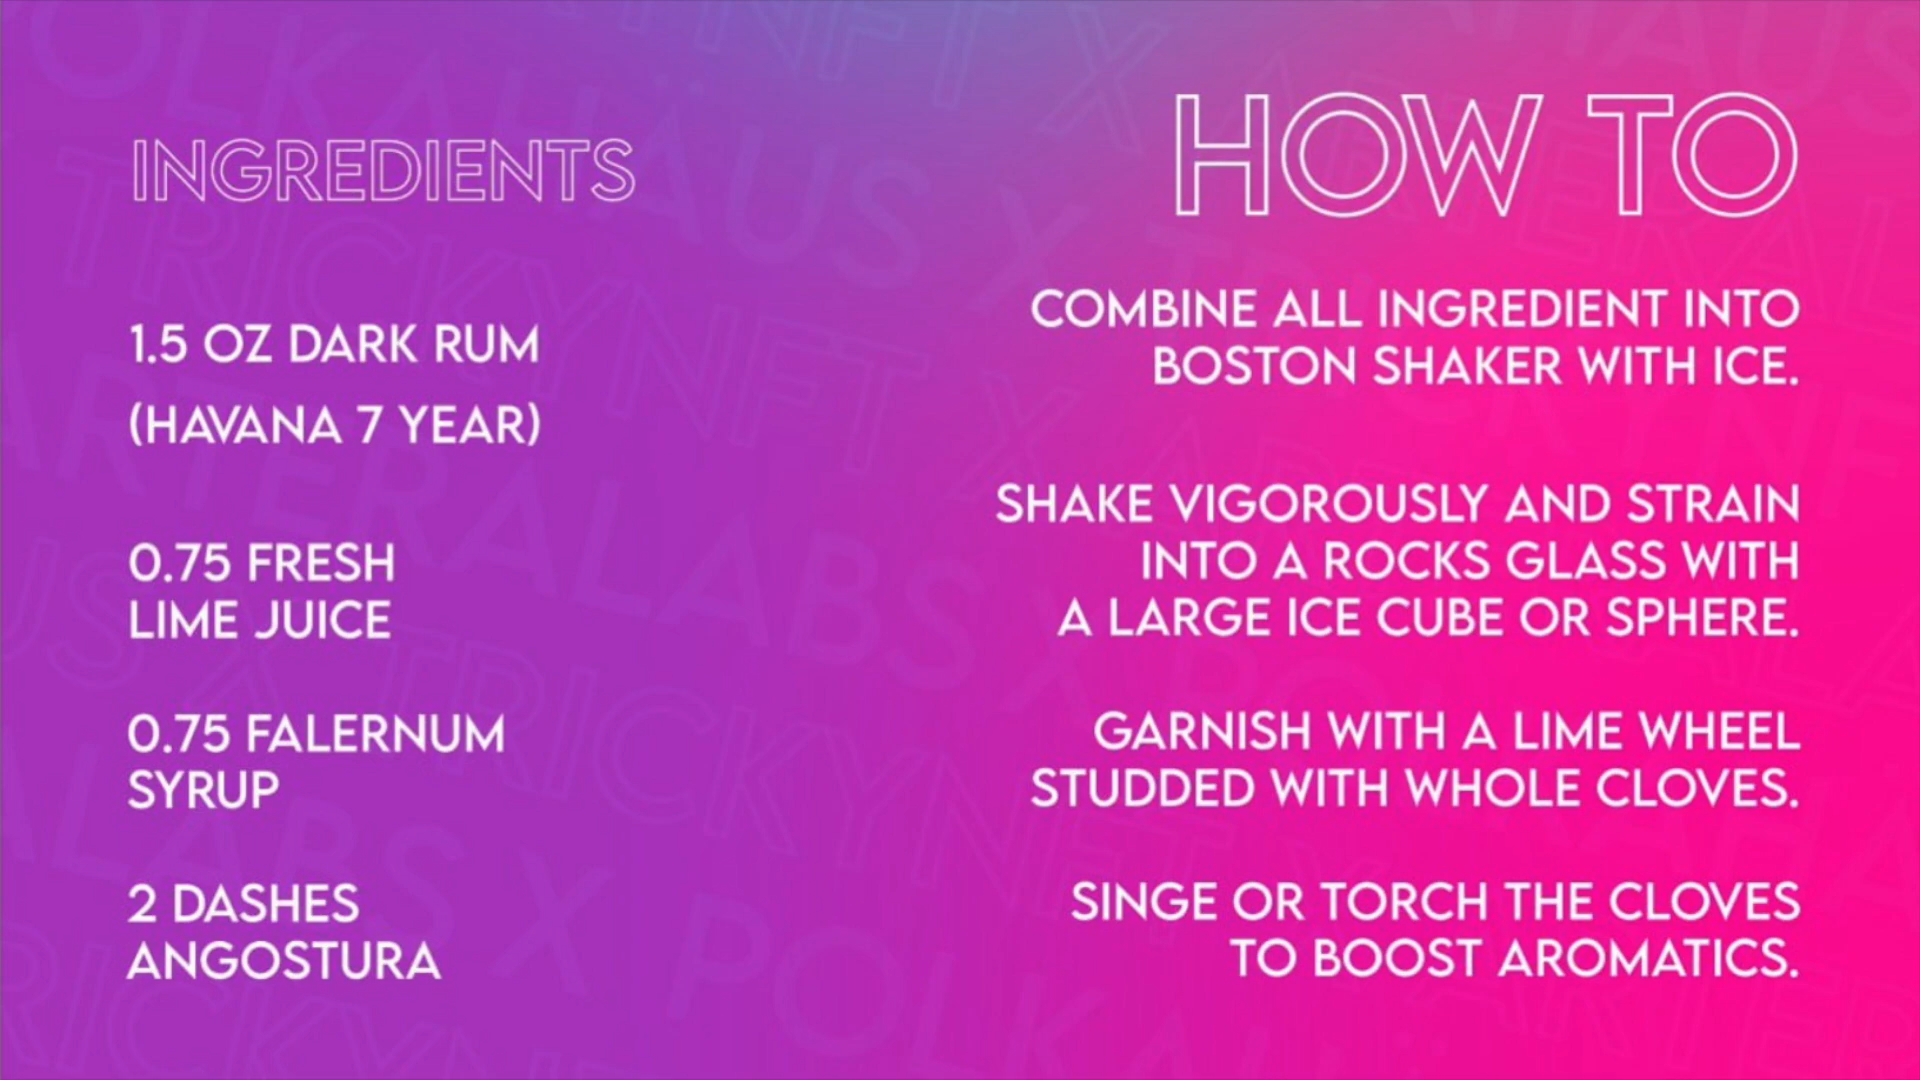 INGREDIENTS
1.5 OZ DARK RUM
(HAVANA 7 YEAR)
0.75 FRESH
LIME JUICE
0.75 FALERNUM
SYRUP
2 DASHES
ANGOSTURA
HOW TO
COMBINE ALL INGREDIENT INTO
BOSTON SHAKER WITH ICE.
SHAKE VIGOROUSLY AND STRAIN
INTO A ROCKS GLASS WITH
A LARGE ICE CUBE OR SPHERE.
GARNISH WITH A LIME WHEEL
STUDDED WITH WHOLE CLOVES.
SINGE OR TORCH THE CLOVES
TO BOOST AROMATICS.